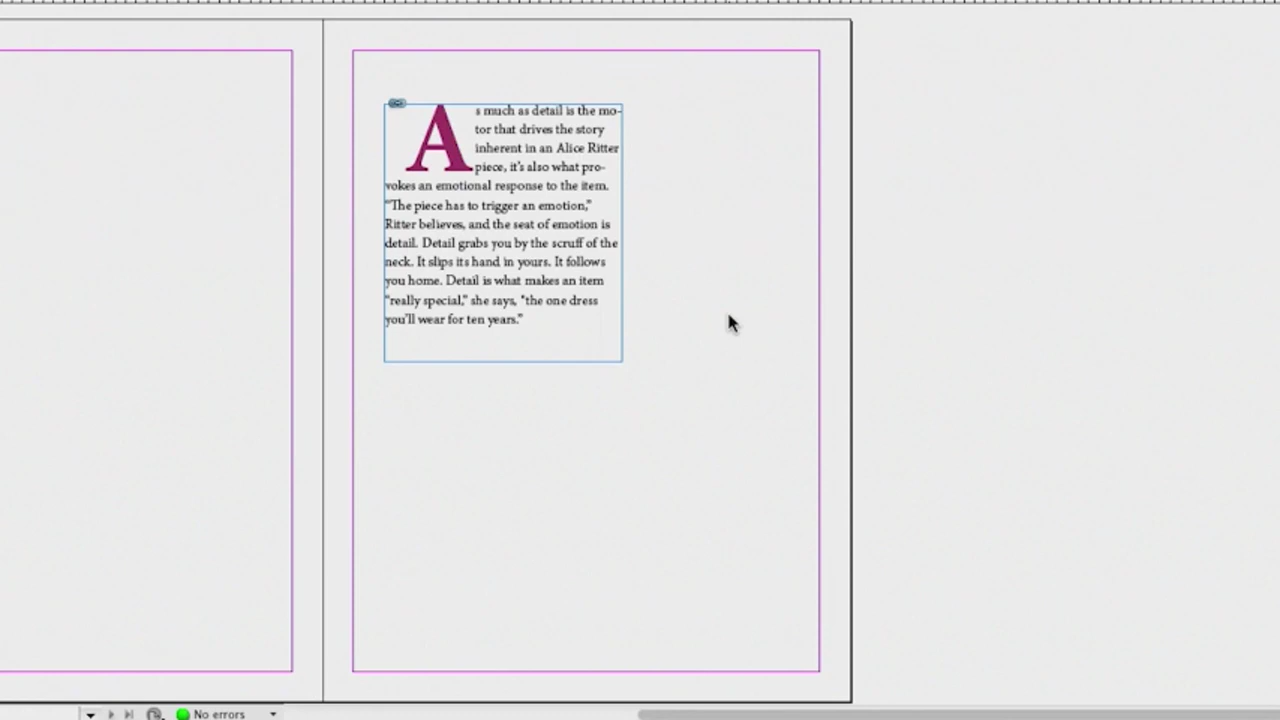 As much as detail is the mo-
tor that drives the story
inherent in an Alice Ritter
piece, it’s also what pro-
vokes an emotional response to the item.
“The piece has to trigger an emotion,”
Ritter believes, and the seat of emotion is
detail. Detail grabs you by the scruff of the
neck. It slips its hand in yours. It follows
you home. Detail is what makes an item
“really special,” she says, “the one dress
you’ll wear for ten years.”
No errors